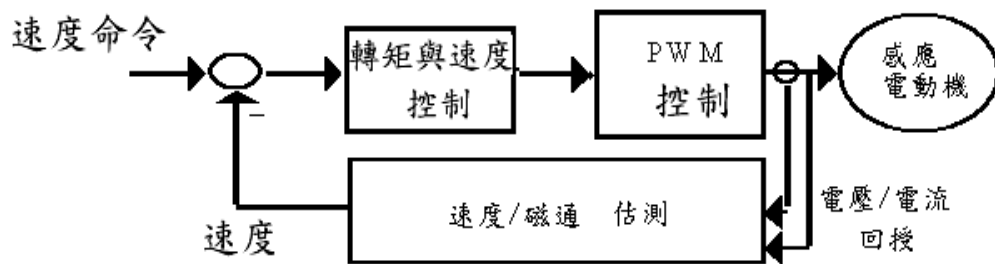 速度命令
轉矩與速度
控制
PWM
控制
感應
電動機
－
速度
速度/磁通 估測
電壓/電流
回授